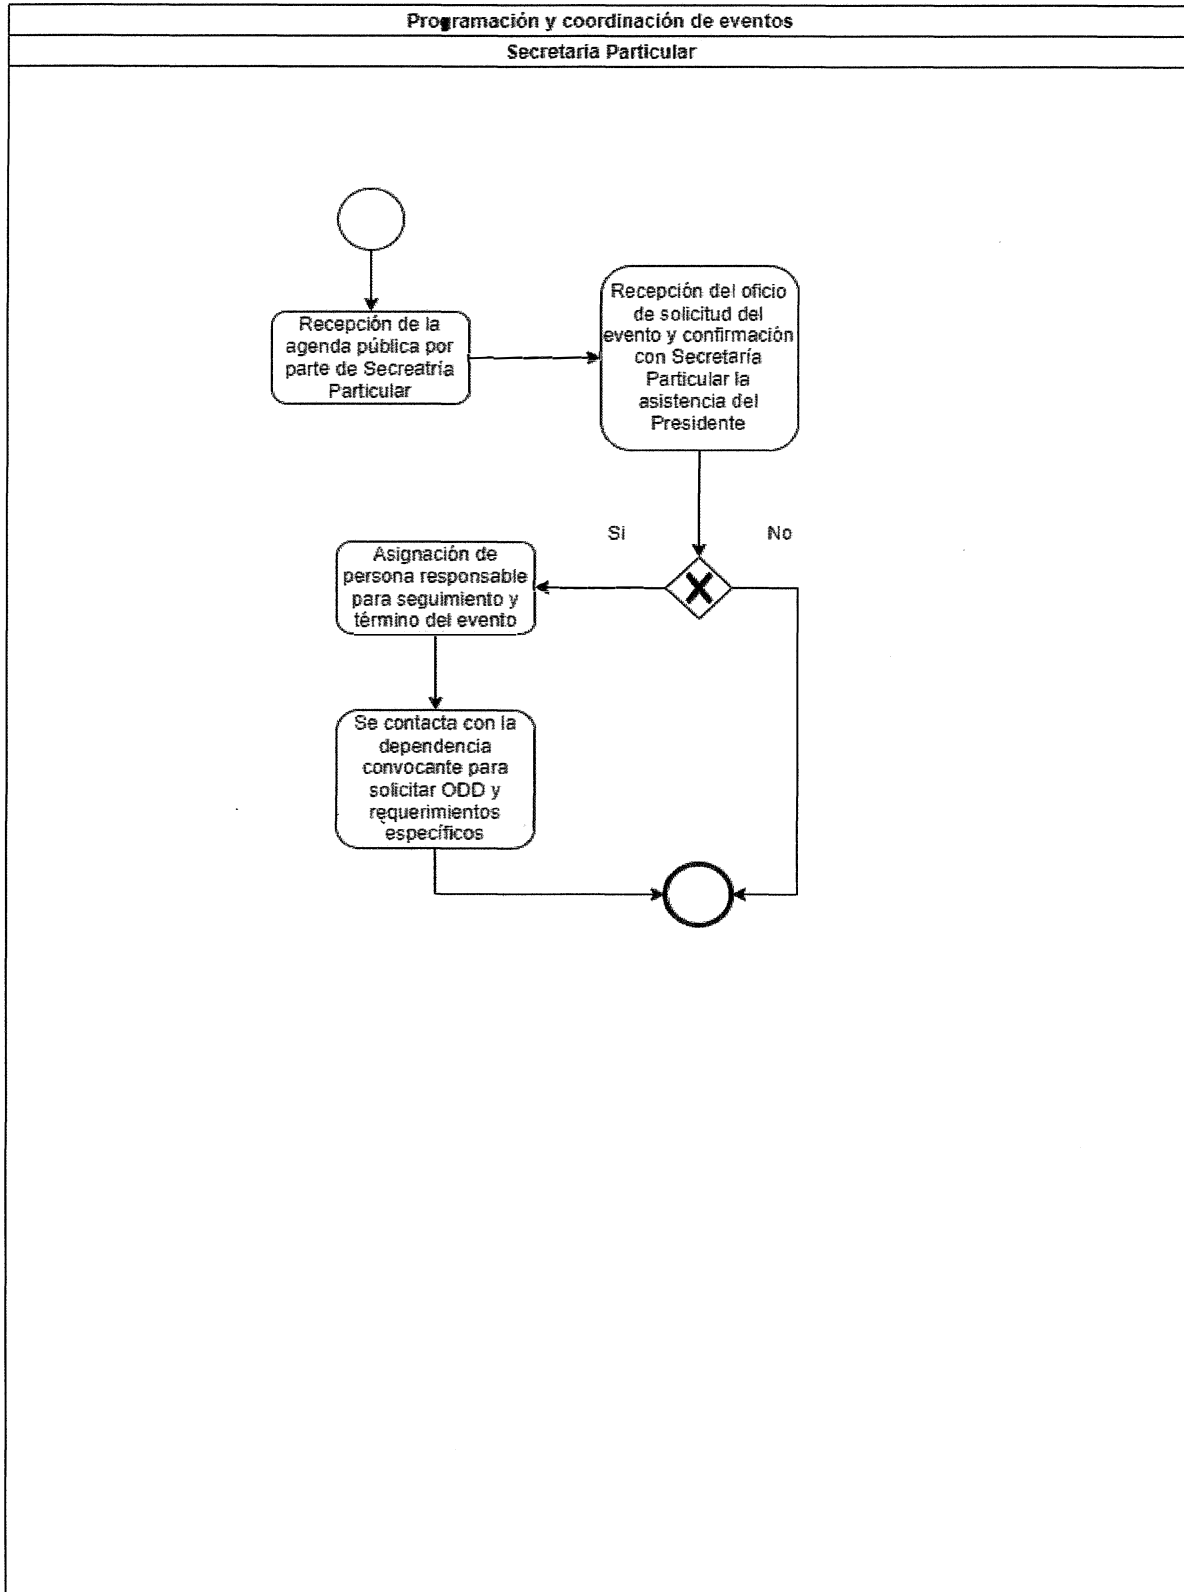 Programación y coordinación de eventos
Secretaria Particular
Recepción de la
agenda pública por
parte de Secreatría
Particular
Recepción del oficio
de solicitud del
evento y confirmación
con Secretaría
Particular la
asistencia del
Presidente
Si
No
Asignación de
persona responsable
para seguimiento y
término del evento
Se contacta con la
dependencia
convocante para
solicitar ODD y
requerimientos
específicos